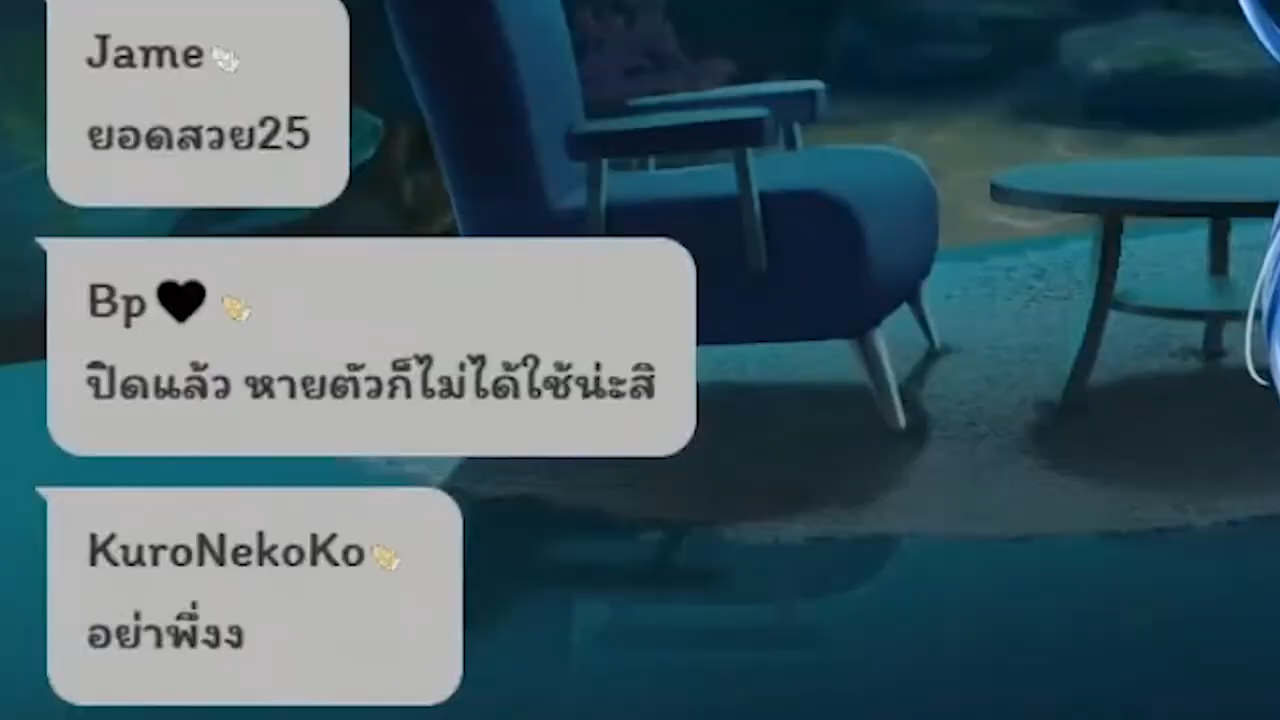 Jame
ยอดสวย25
Bp🖤
ปิดแล้ว หายตัวก็ไม่ได้ใช้น่ะสิ
KuroNekoKo
อย่าพึ่งงง